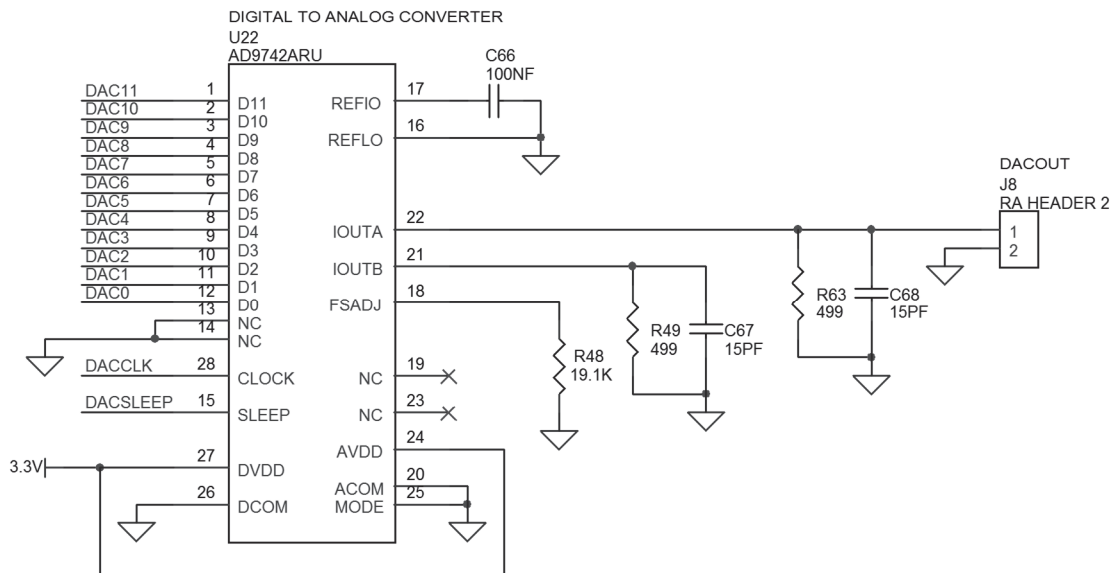 DIGITAL TO ANALOG CONVERTER
U22
AD9742ARU
C66
100NF
DAC11 1 D11
DAC10 2 D10
DAC9 3 D9
DAC8 4 D8
DAC7 5 D7
DAC6 6 D6
DAC5 7 D5
DAC4 8 D4
DAC3 9 D3
DAC2 10 D2
DAC1 11 D1
DAC0 12 D0
13 NC
14 NC
DACCLK 28 CLOCK
DACSLEEP 15 SLEEP
3.3V 27 DVDD
26 DCOM
REFIO 17
REFLO 16
IOUTA 22
IOUTB 21
FSADJ 18
NC 19
NC 23
AVDD 24
ACOM 20
MODE 25
R48
19.1K
R49
499
C67
15PF
R63
499
C68
15PF
DACOUT
J8
RA HEADER 2
1
2